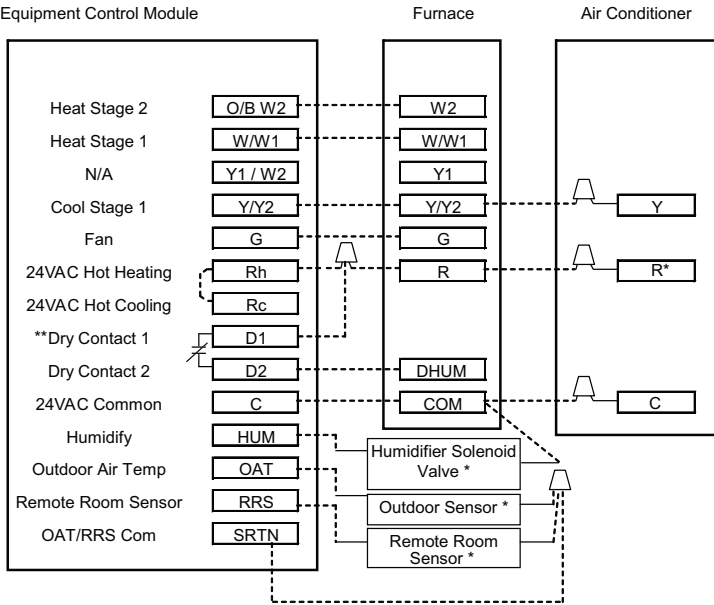 Equipment Control Module Furnace Air Conditioner
Heat Stage 2 O/B W2 W2
Heat Stage 1 W/W1 W/W1
N/A Y1 / W2 Y1
Cool Stage 1 Y/Y2 Y/Y2 Y
Fan G G
24VAC Hot Heating Rh R R*
24VAC Hot Cooling Rc
**Dry Contact 1 D1
Dry Contact 2 D2 DHUM
24VAC Common C COM C
Humidify HUM
Humidifier Solenoid
Valve *
Outdoor Air Temp OAT
Remote Room Sensor RRS
Outdoor Sensor *
OAT/RRS Com SRTN
Remote Room
Sensor *